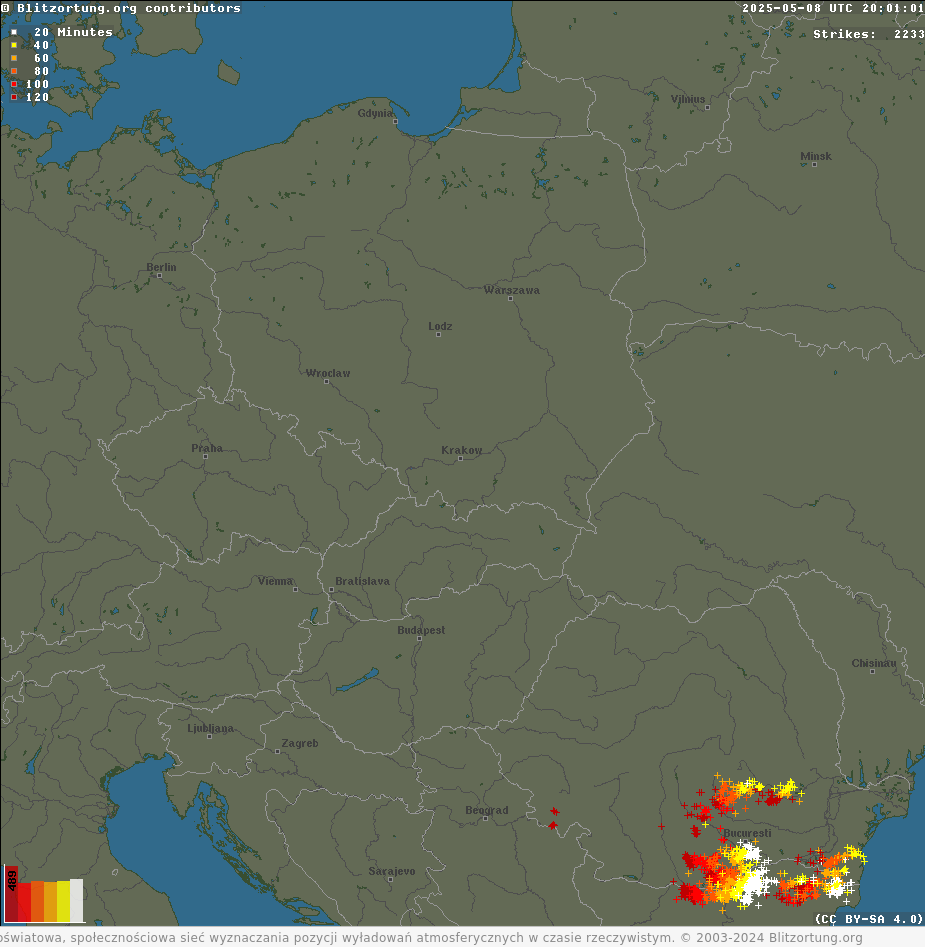 © Blitzortung.org contributors
2025-05-08 UTC 20:01:01
20 Minutes
Strikes: 2233
40
60
80
100
120
Vilnius
Gdynia
Minsk
Berlin
Warszawa
Lodz
Wroclaw
Praha
Krakow
Vienna
Bratislava
Budapest
Chisinau
Ljubljana
Zagreb
Beograd
Bucuresti
Sarajevo
489
(CC BY-SA 4.0)
oświatowa, społecznościowa sieć wyznaczania pozycji wyładowań atmosferycznych w czasie rzeczywistym. © 2003-2024 Blitzortung.org